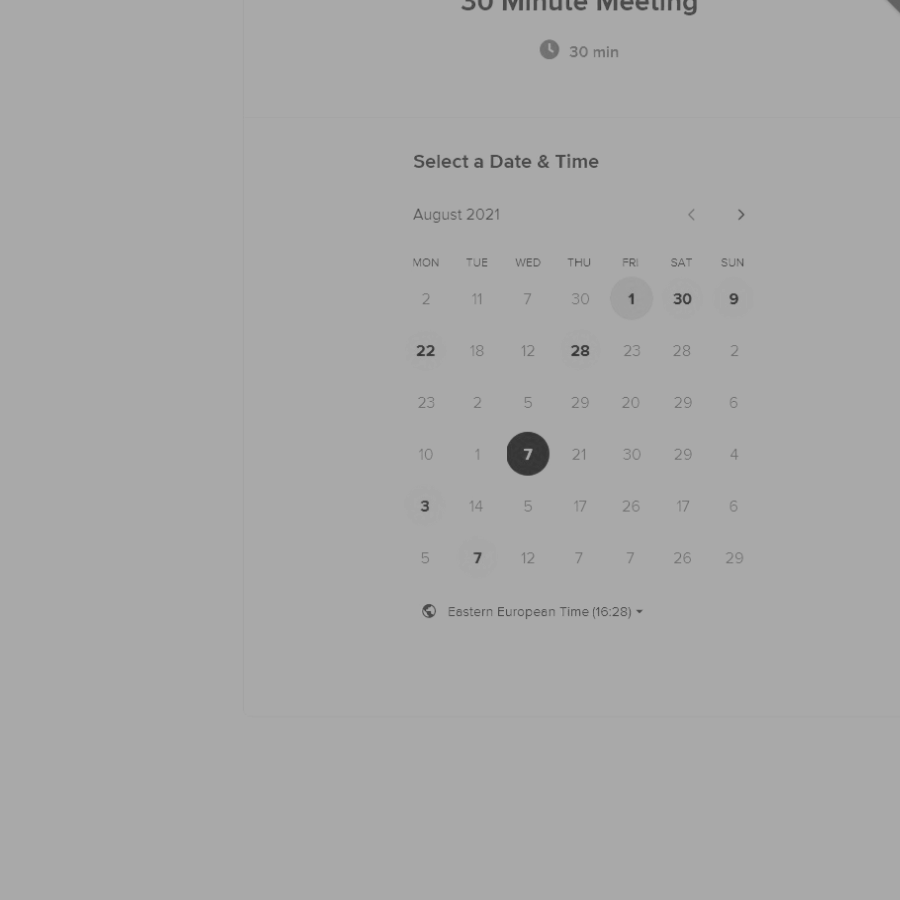 30 Minute Meeting
30 min
Select a Date & Time
August 2021
MON TUE WED THU FRI SAT SUN
2 11 7 30 1 30 9
22 18 12 28 23 28 2
23 2 5 29 20 29 6
10 1 7 21 30 29 4
3 14 5 17 26 17 6
5 7 12 7 7 26 29
Eastern European Time (16:28)